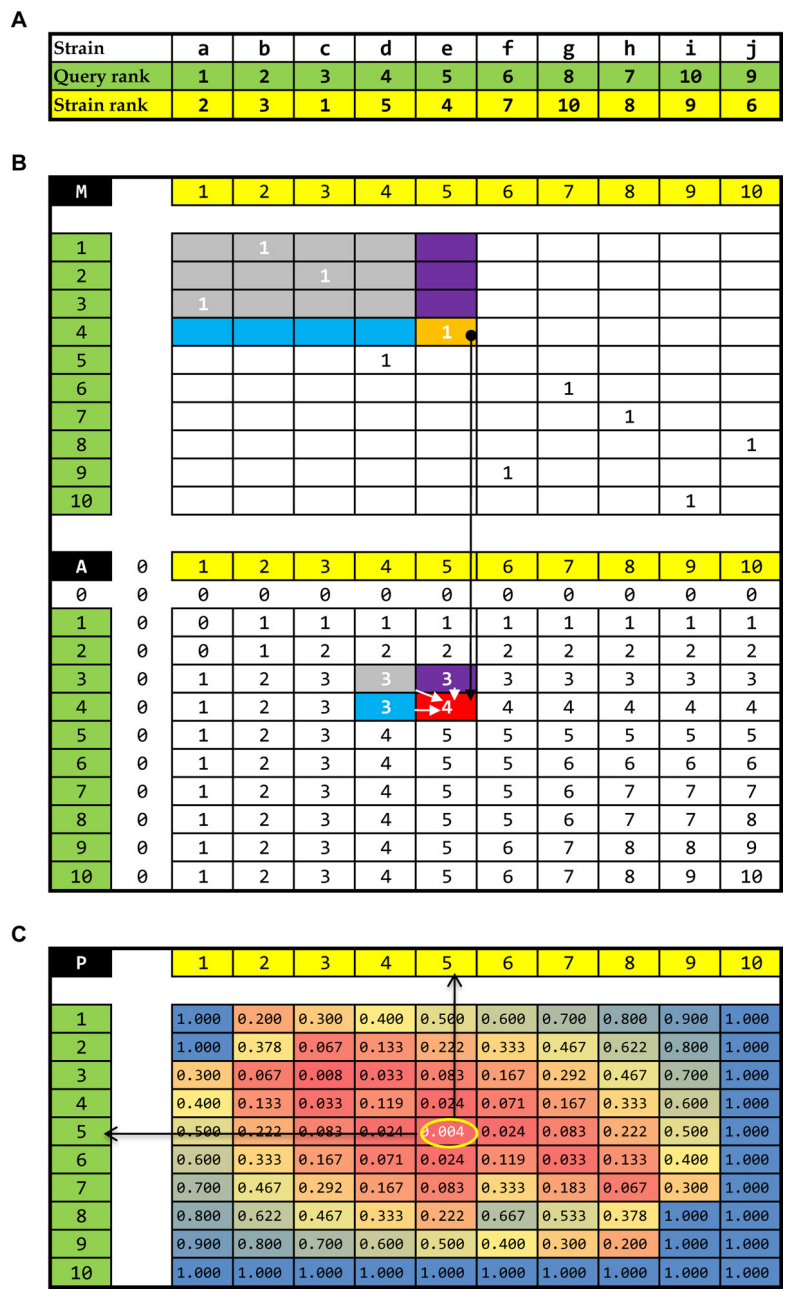 A
Strain a b c d e f g h i j
Query rank 1 2 3 4 5 6 8 7 10 9
Strain rank 2 3 1 5 4 7 10 8 9 6
B
M 1 2 3 4 5 6 7 8 9 10
1 1
2 1
3 1
4 1
5 1
6 1
7 1
8 1
9 1
10 1
A 0 1 2 3 4 5 6 7 8 9 10
0 0 0 0 0 0 0 0 0 0 0 0
1 0 0 1 1 1 1 1 1 1 1 1
2 0 0 1 2 2 2 2 2 2 2 2
3 0 1 2 3 3 3 3 3 3 3 3
4 0 1 2 3 3 4 4 4 4 4 4
5 0 1 2 3 4 5 5 5 5 5 5
6 0 1 2 3 4 5 5 6 6 6 6
7 0 1 2 3 4 5 5 6 7 7 7
8 0 1 2 3 4 5 5 6 7 7 8
9 0 1 2 3 4 5 6 7 8 8 9
10 0 1 2 3 4 5 6 7 8 9 10
C
P 1 2 3 4 5 6 7 8 9 10
1 1.000 0.200 0.300 0.400 0.500 0.600 0.700 0.800 0.900 1.000
2 1.000 0.378 0.067 0.133 0.222 0.333 0.467 0.622 0.800 1.000
3 0.300 0.067 0.008 0.033 0.083 0.167 0.292 0.467 0.700 1.000
4 0.400 0.133 0.033 0.119 0.024 0.071 0.167 0.333 0.600 1.000
5 0.500 0.222 0.083 0.024 0.004 0.024 0.083 0.222 0.500 1.000
6 0.600 0.333 0.167 0.071 0.024 0.119 0.033 0.133 0.400 1.000
7 0.700 0.467 0.292 0.167 0.083 0.333 0.183 0.067 0.300 1.000
8 0.800 0.622 0.467 0.333 0.222 0.667 0.533 0.378 1.000 1.000
9 0.900 0.800 0.700 0.600 0.500 0.400 0.300 0.200 1.000 1.000
10 1.000 1.000 1.000 1.000 1.000 1.000 1.000 1.000 1.000 1.000